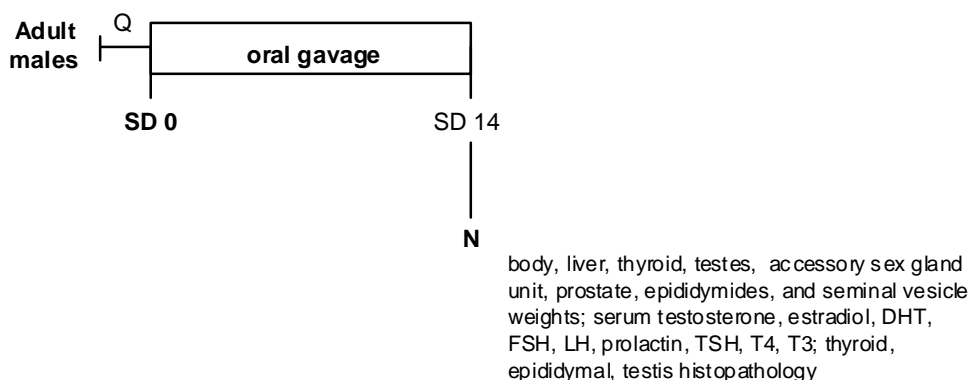 Adult
males
Q
oral gavage
SD 0
SD 14
N
body, liver, thyroid, testes, accessory sex gland
unit, prostate, epididymides, and seminal vesicle
weights; serum testosterone, estradiol, DHT,
FSH, LH, prolactin, TSH, T4, T3; thyroid,
epididymal, testis histopathology